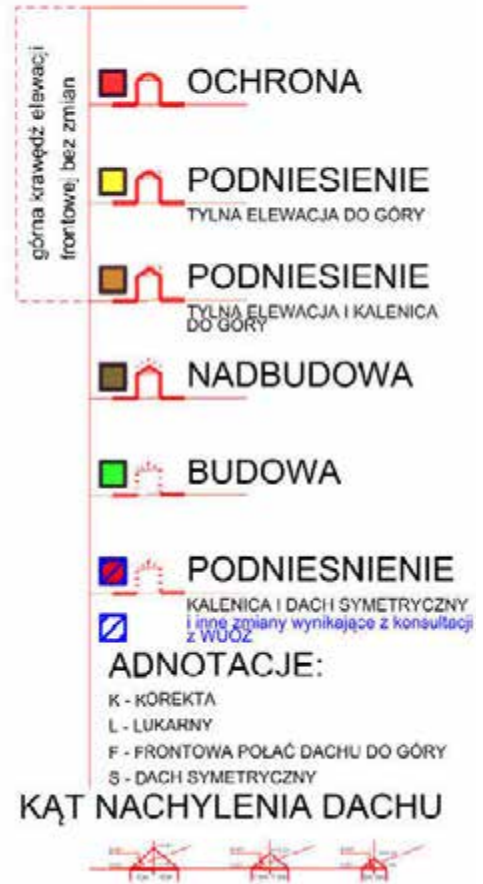 górna krawędź elewacji
frontowej bez zmian
OCHRONA
PODNIESIENIE
TYLNA ELEWACJA DO GÓRY
PODNIESIENIE
TYLNA ELEWACJA I KALENICA
DO GÓRY
NADBUDOWA
BUDOWA
PODNIESNIENIE
KALENICA I DACH SYMETRYCZNY
i inne zmiany wynikające z konsultacji
z WUOZ
ADNOTACJE:
K - KOREKTA
L - LUKARNY
F - FRONTOWA POŁAĆ DACHU DO GÓRY
S - DACH SYMETRYCZNY
KĄT NACHYLENIA DACHU